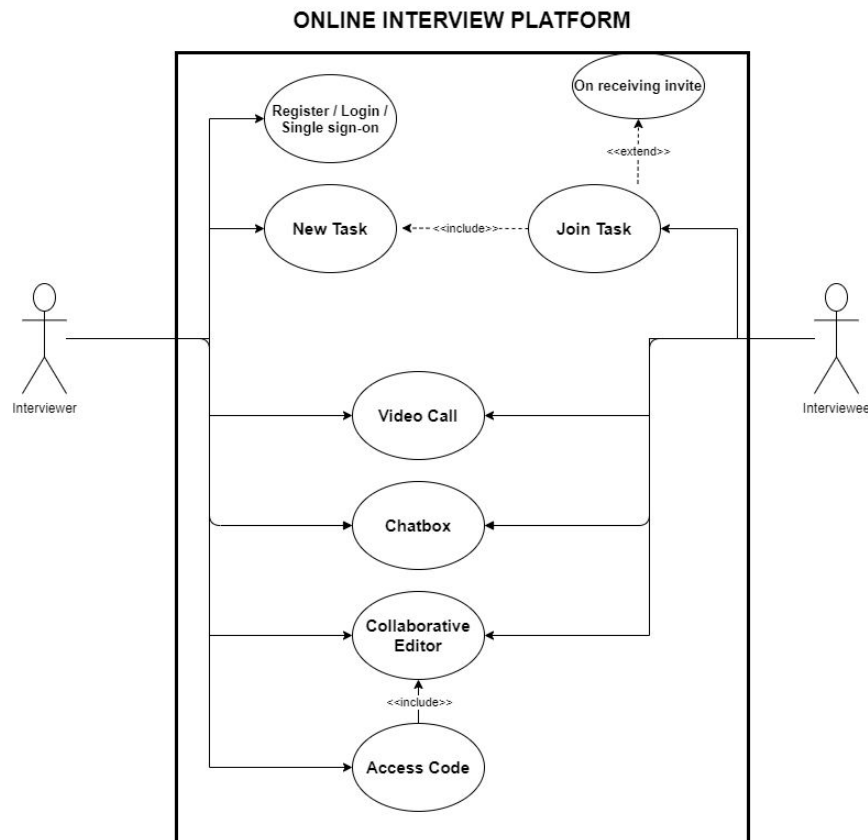 ONLINE INTERVIEW PLATFORM
On receiving invite
Register / Login /
Single sign-on
<<extend>>
New Task
<<include>>
Join Task
Interviewer
Interviewee
Video Call
Chatbox
Collaborative
Editor
<<include>>
Access Code